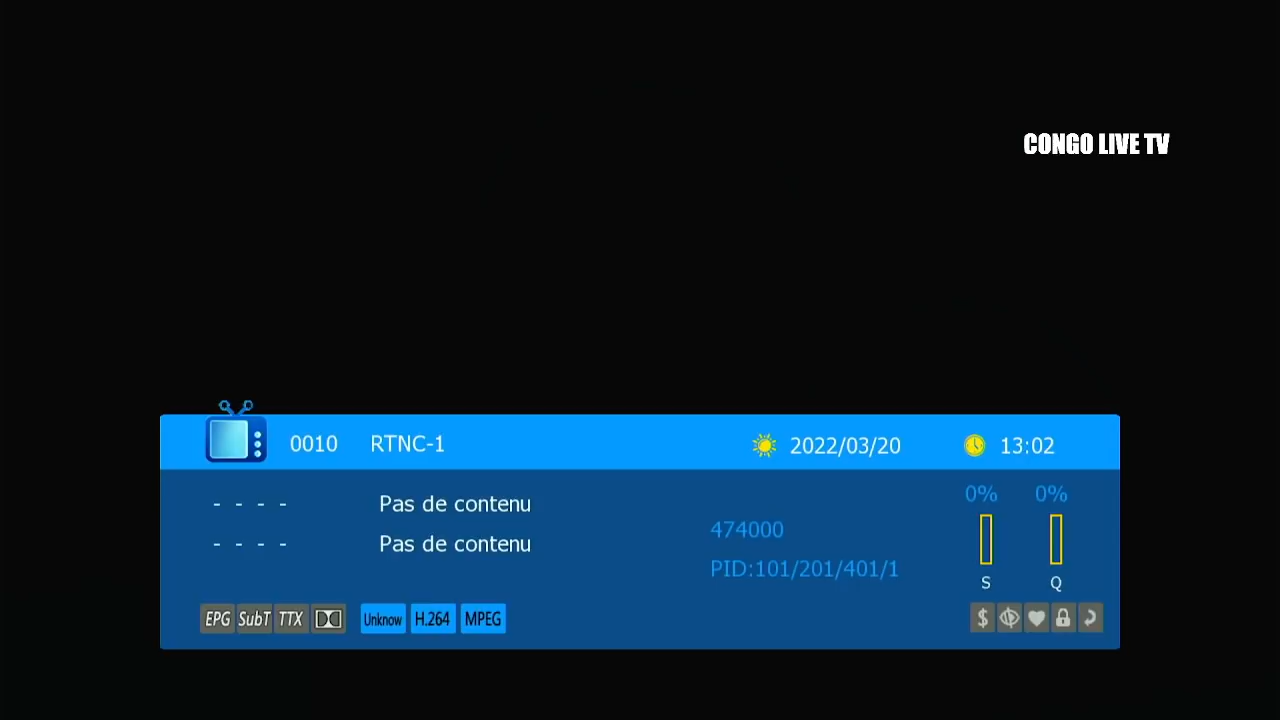 CONGO LIVE TV
0010 RTNC-1 2022/03/20 13:02
0% 0%
- - - - Pas de contenu
474000
- - - - Pas de contenu
PID:101/201/401/1
S Q
EPG SubT TTX Unknow H.264 MPEG $